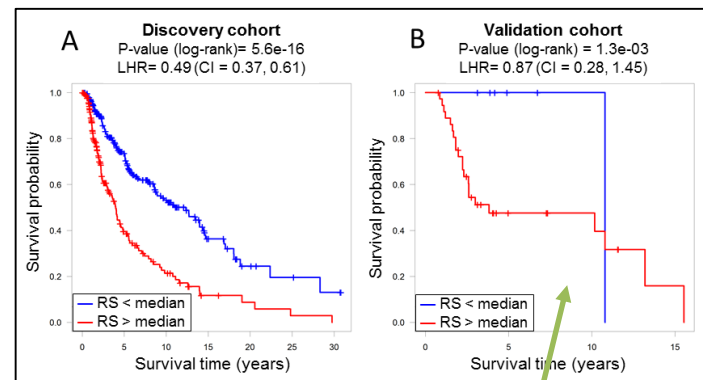 A
Discovery cohort
P-value (log-rank)= 5.6e-16
LHR= 0.49 (CI = 0.37, 0.61)
Survival probability
1.0
0.8
0.6
0.4
0.2
0.0
RS < median
RS > median
0 5 10 15 20 25 30
Survival time (years)
B
Validation cohort
P-value (log-rank) = 1.3e-03
LHR= 0.87 (CI = 0.28, 1.45)
Survival probability
1.0
0.8
0.6
0.4
0.2
0.0
RS < median
RS > median
0 5 10 15
Survival time (years)